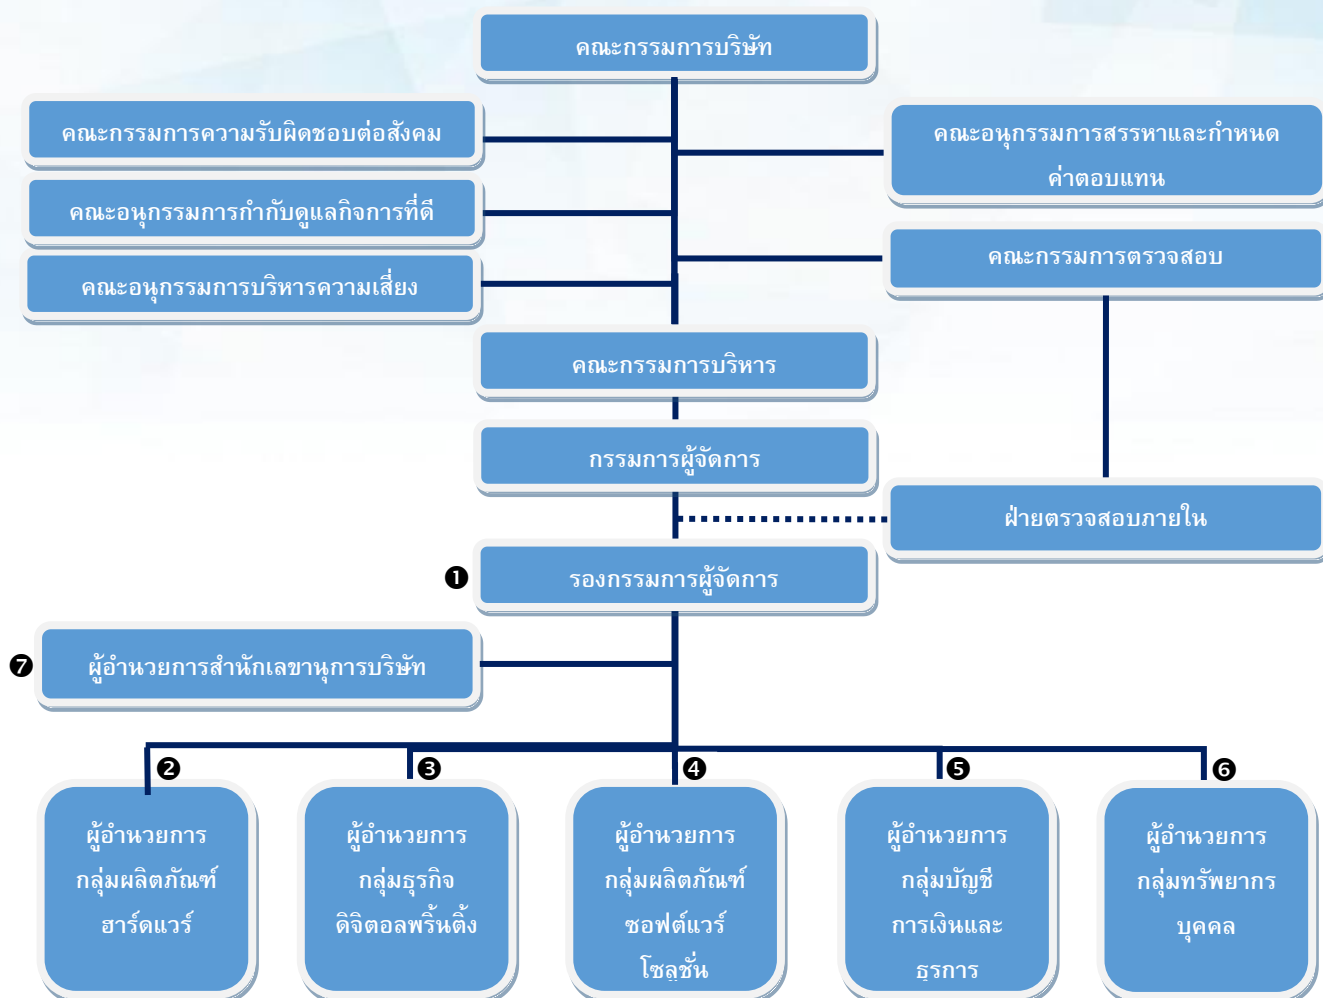 คณะกรรมการบริษัท
คณะกรรมการความรับผิดชอบต่อสังคม
คณะอนุกรรมการสรรหาและกำหนด
ค่าตอบแทน
คณะอนุกรรมการกำกับดูแลกิจการที่ดี
คณะกรรมการตรวจสอบ
คณะอนุกรรมการบริหารความเสี่ยง
คณะกรรมการบริหาร
กรรมการผู้จัดการ
ฝ่ายตรวจสอบภายใน
❶ รองกรรมการผู้จัดการ
❼ ผู้อำนวยการสำนักเลขานุการบริษัท
❷
ผู้อำนวยการ
กลุ่มผลิตภัณฑ์
ฮาร์ดแวร์
❸
ผู้อำนวยการ
กลุ่มธุรกิจ
ดิจิตอลพริ้นติ้ง
❹
ผู้อำนวยการ
กลุ่มผลิตภัณฑ์
ซอฟต์แวร์
โซลูชั่น
❺
ผู้อำนวยการ
กลุ่มบัญชี
การเงินและ
ธุรการ
❻
ผู้อำนวยการ
กลุ่มทรัพยากร
บุคคล